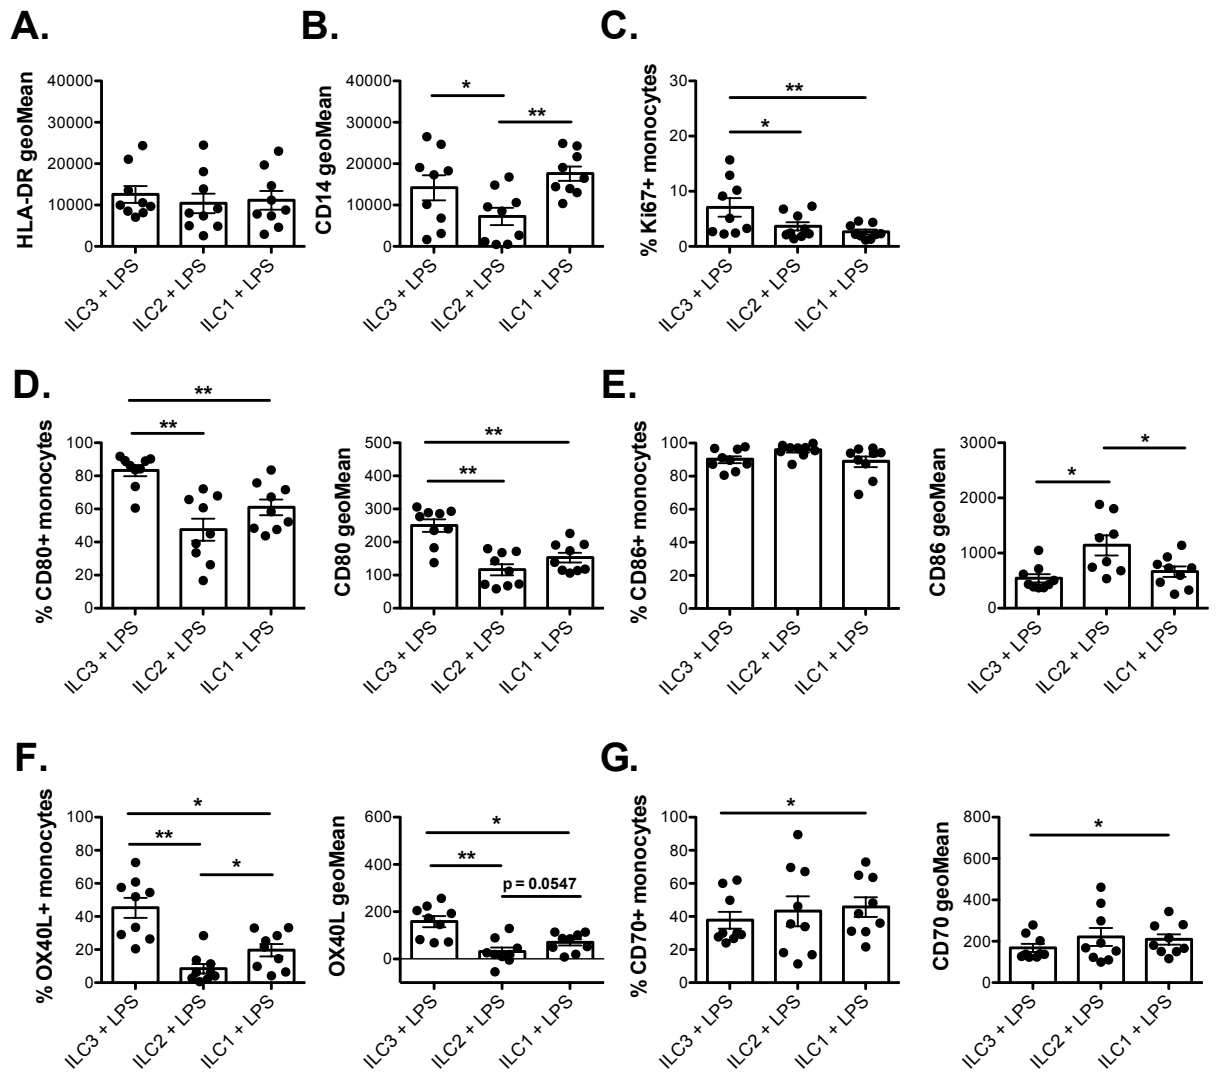 A.
HLA-DR geoMean
40000
30000
20000
10000
0
ILC3 + LPS
ILC2 + LPS
ILC1 + LPS
B.
CD14 geoMean
40000
30000
20000
10000
0
*
**
ILC3 + LPS
ILC2 + LPS
ILC1 + LPS
C.
% Ki67+ monocytes
30
20
10
0
**
*
ILC3 + LPS
ILC2 + LPS
ILC1 + LPS
D.
% CD80+ monocytes
100
80
60
40
20
0
**
**
ILC3 + LPS
ILC2 + LPS
ILC1 + LPS
CD80 geoMean
500
400
300
200
100
0
**
**
ILC3 + LPS
ILC2 + LPS
ILC1 + LPS
E.
% CD86+ monocytes
100
80
60
40
20
0
ILC3 + LPS
ILC2 + LPS
ILC1 + LPS
CD86 geoMean
3000
2000
1000
0
*
*
ILC3 + LPS
ILC2 + LPS
ILC1 + LPS
F.
% OX40L+ monocytes
100
80
60
40
20
0
*
**
*
ILC3 + LPS
ILC2 + LPS
ILC1 + LPS
OX40L geoMean
600
400
200
0
*
**
p = 0.0547
ILC3 + LPS
ILC2 + LPS
ILC1 + LPS
G.
% CD70+ monocytes
100
80
60
40
20
0
*
ILC3 + LPS
ILC2 + LPS
ILC1 + LPS
CD70 geoMean
800
600
400
200
0
*
ILC3 + LPS
ILC2 + LPS
ILC1 + LPS